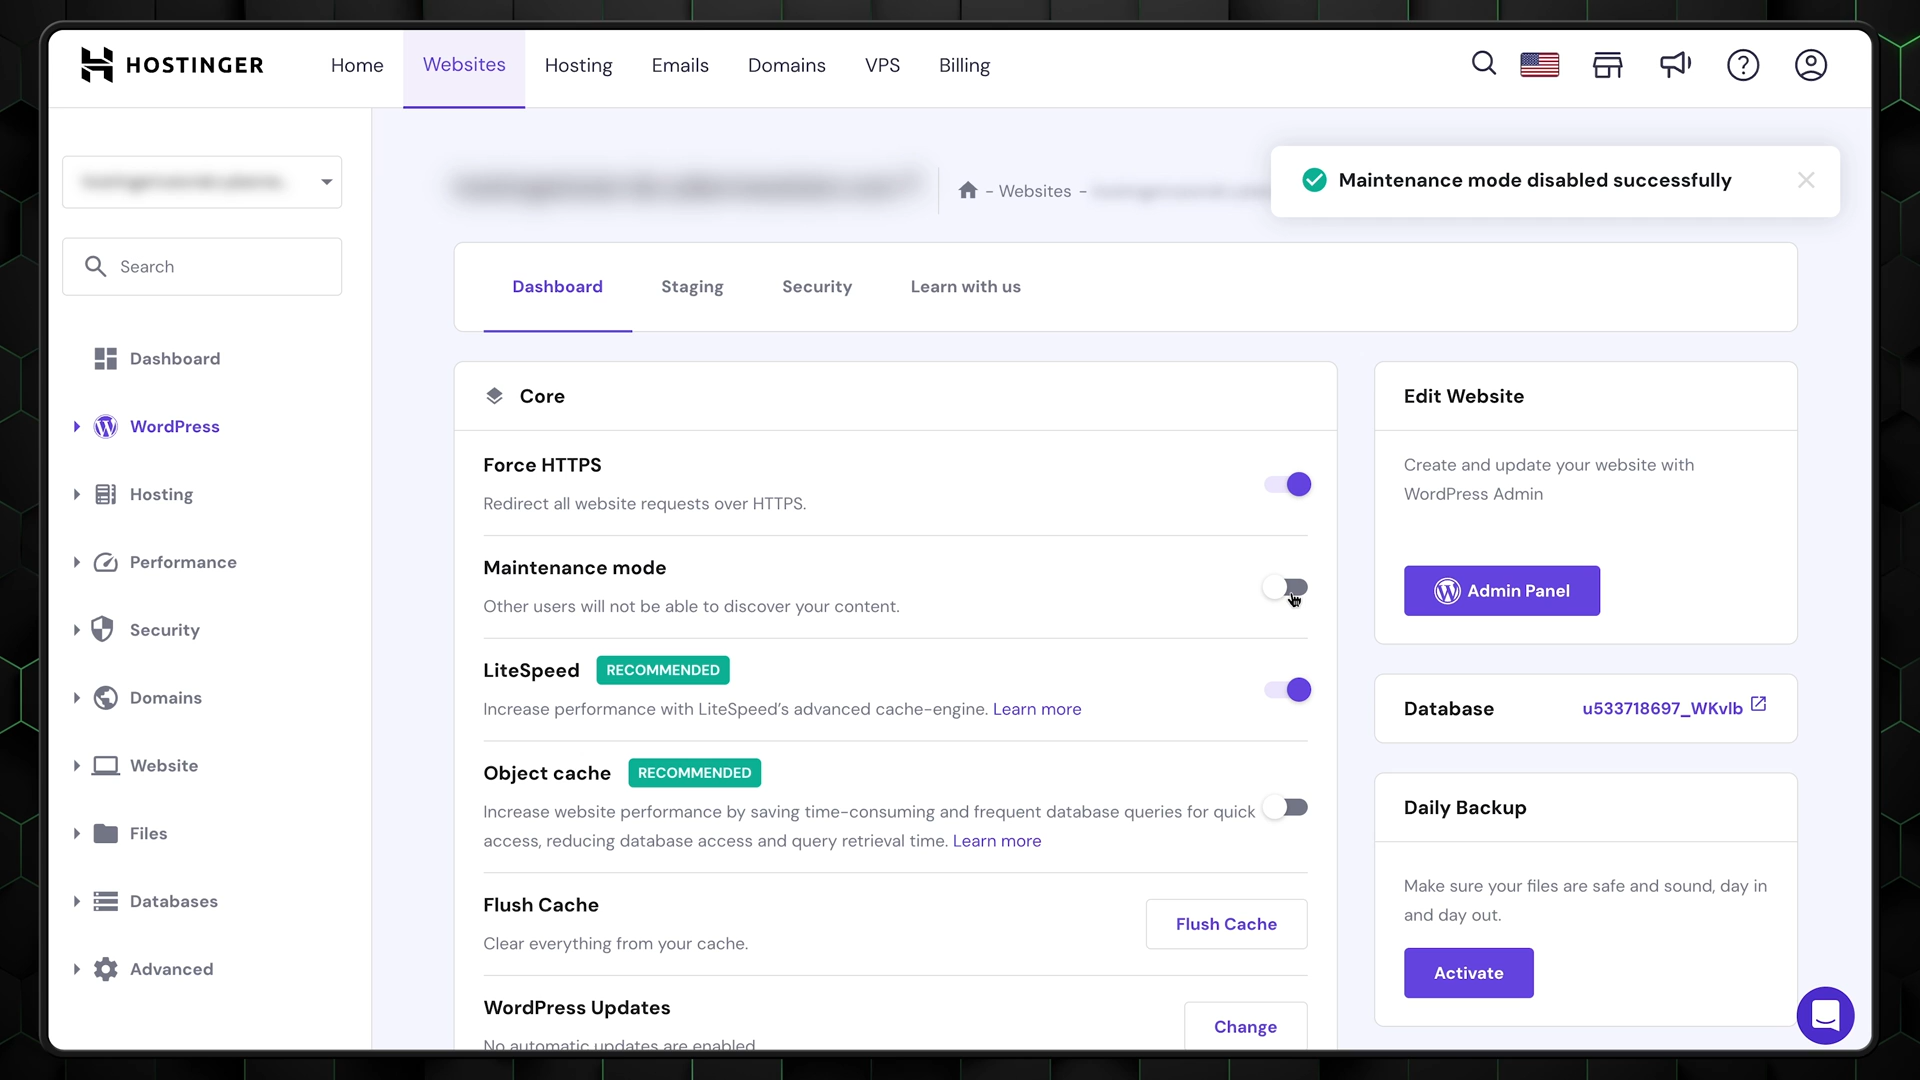 HOSTINGER
Home
Websites
Hosting
Emails
Domains
VPS
Billing
- Websites -
Maintenance mode disabled successfully
Search
Dashboard
WordPress
Hosting
Performance
Security
Domains
Website
Files
Databases
Advanced
Dashboard
Staging
Security
Learn with us
Core
Force HTTPS
Redirect all website requests over HTTPS.
Maintenance mode
Other users will not be able to discover your content.
LiteSpeed RECOMMENDED
Increase performance with LiteSpeed's advanced cache-engine. Learn more
Object cache RECOMMENDED
Increase website performance by saving time-consuming and frequent database queries for quick
access, reducing database access and query retrieval time. Learn more
Flush Cache
Clear everything from your cache.
Flush Cache
WordPress Updates
No automatic updates are enabled
Change
Edit Website
Create and update your website with
WordPress Admin
Admin Panel
Database
u533718697_WKvlb
Daily Backup
Make sure your files are safe and sound, day in
and day out.
Activate